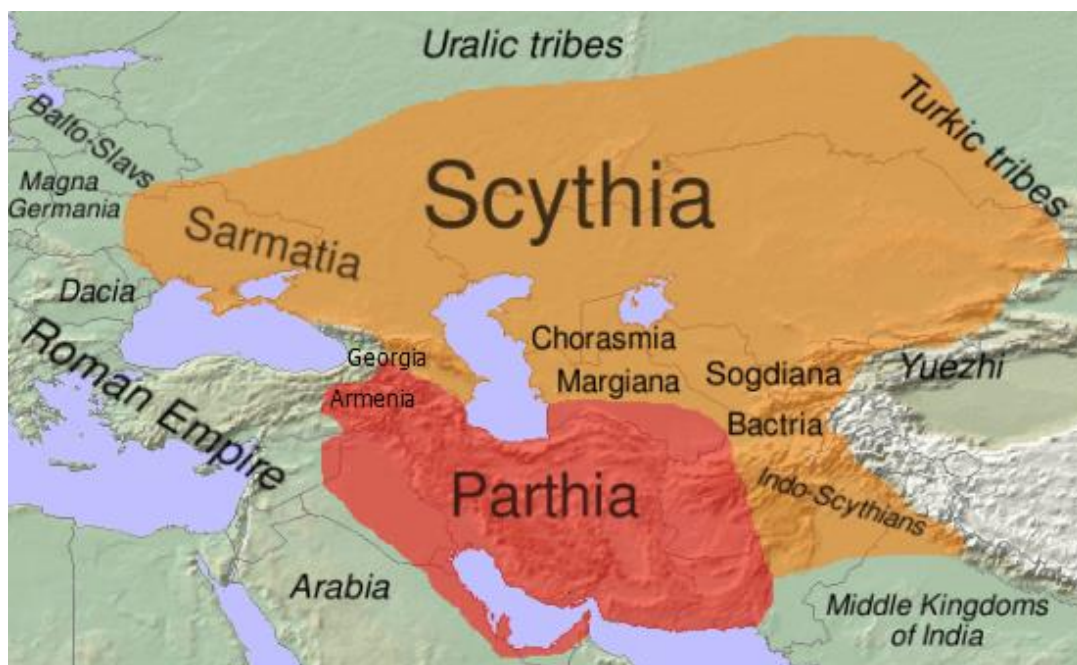 Uralic tribes
Turkic tribes
Balto-Slavs
Magna
Germania
Scythia
Sarmatia
Dacia
Roman Empire
Georgia
Armenia
Chorasmia
Margiana
Sogdiana
Yuezhi
Bactria
Parthia
Indo-Scythians
Arabia
Middle Kingdoms
of India